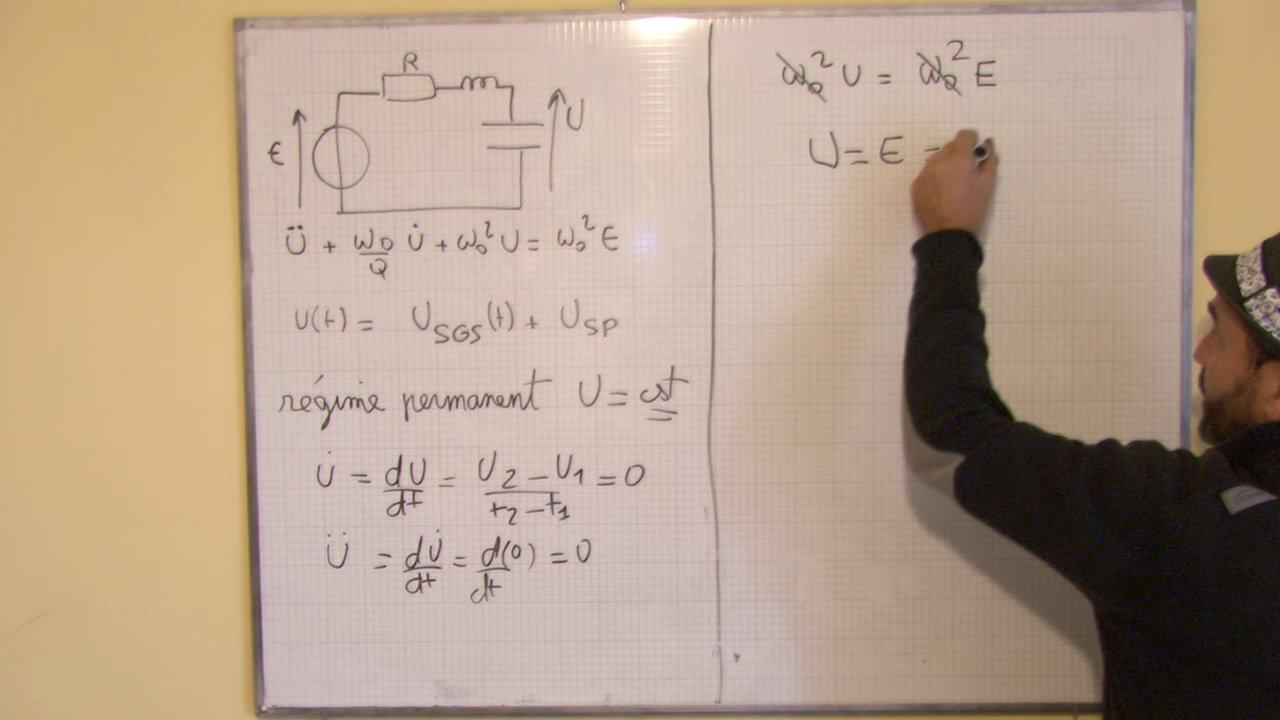 R
E
U
Ü + ω₀/Q U̇ + ω₀² U = ω₀² E
U(t) = U_SGS(t) + U_SP
régime permanent U = cst
U̇ = dU/dt = U₂ - U₁/t₂ - t₁ = 0
Ü = dU̇/dt = d(0)/dt = 0
ω₀² U = ω₀² E
U = E =